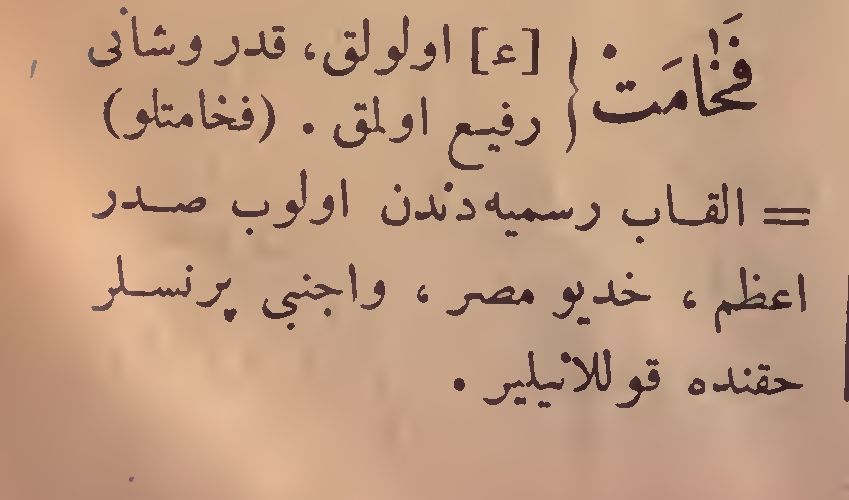 فَخَامَتْ } [ء] اولولق، قدر وشانى
رفيع اولمق . (فخامتلو)
= القاب رسميه‌دندن اولوب صدر
اعظم ، خديو مصر ، واجنبى پرنسلر
حقنده قوللانيلير .